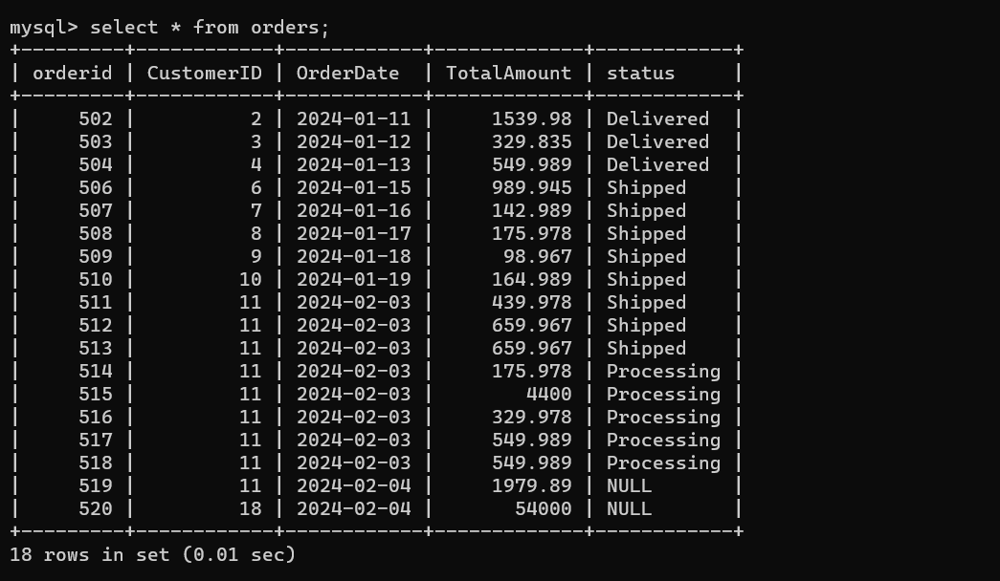 mysql> select * from orders;
+---------+------------+------------+-------------+------------+
| orderid | CustomerID | OrderDate  | TotalAmount | status     |
+---------+------------+------------+-------------+------------+
|     502 |          2 | 2024-01-11 |     1539.98 | Delivered  |
|     503 |          3 | 2024-01-12 |     329.835 | Delivered  |
|     504 |          4 | 2024-01-13 |     549.989 | Delivered  |
|     506 |          6 | 2024-01-15 |     989.945 | Shipped    |
|     507 |          7 | 2024-01-16 |     142.989 | Shipped    |
|     508 |          8 | 2024-01-17 |     175.978 | Shipped    |
|     509 |          9 | 2024-01-18 |      98.967 | Shipped    |
|     510 |         10 | 2024-01-19 |     164.989 | Shipped    |
|     511 |         11 | 2024-02-03 |     439.978 | Shipped    |
|     512 |         11 | 2024-02-03 |     659.967 | Shipped    |
|     513 |         11 | 2024-02-03 |     659.967 | Shipped    |
|     514 |         11 | 2024-02-03 |     175.978 | Processing |
|     515 |         11 | 2024-02-03 |        4400 | Processing |
|     516 |         11 | 2024-02-03 |     329.978 | Processing |
|     517 |         11 | 2024-02-03 |     549.989 | Processing |
|     518 |         11 | 2024-02-03 |     549.989 | Processing |
|     519 |         11 | 2024-02-04 |     1979.89 | NULL       |
|     520 |         18 | 2024-02-04 |       54000 | NULL       |
+---------+------------+------------+-------------+------------+
18 rows in set (0.01 sec)